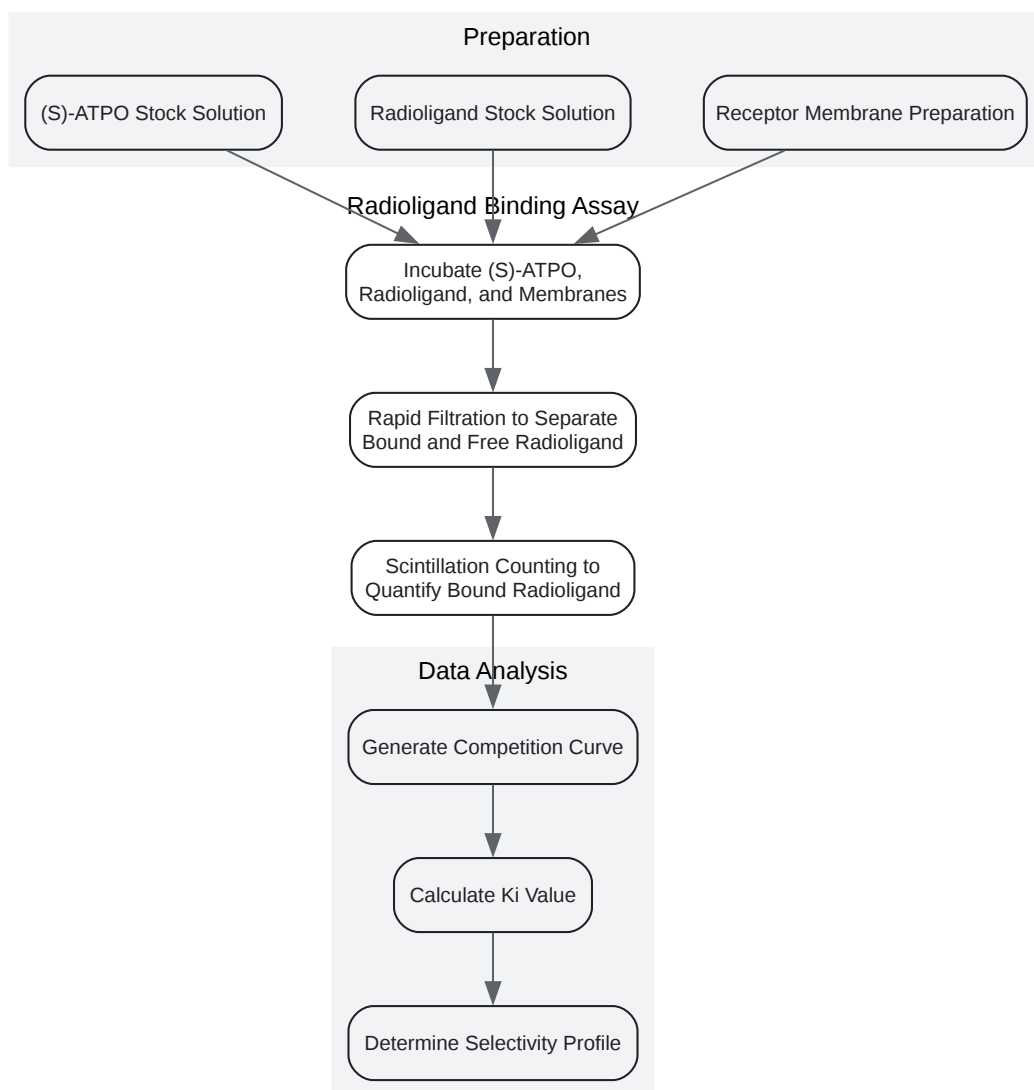 Preparation
(S)-ATPO Stock Solution
Radioligand Stock Solution
Receptor Membrane Preparation
Radioligand Binding Assay
Incubate (S)-ATPO,
Radioligand, and Membranes
Rapid Filtration to Separate
Bound and Free Radioligand
Scintillation Counting to
Quantify Bound Radioligand
Data Analysis
Generate Competition Curve
Calculate Ki Value
Determine Selectivity Profile